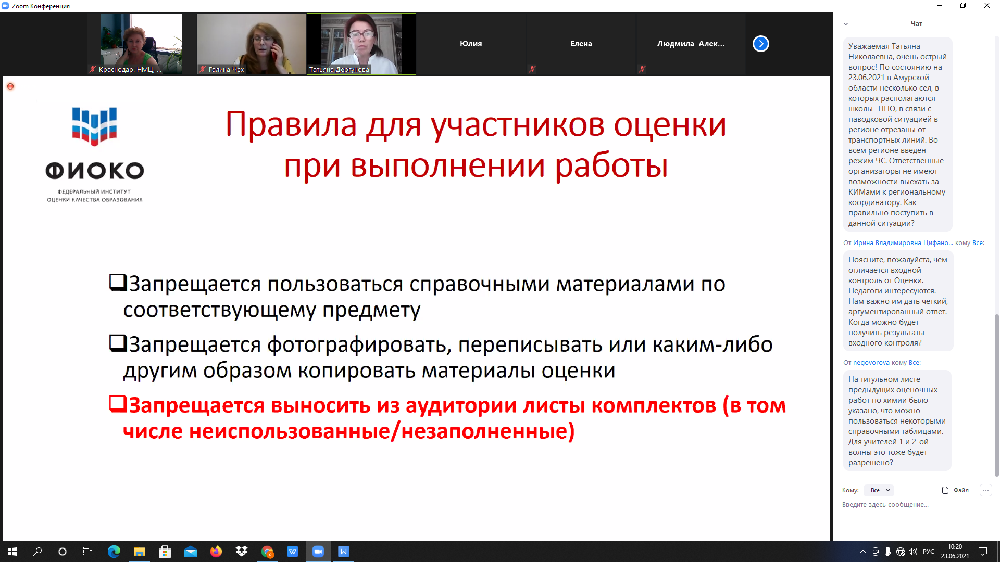 Zoom Конференция
Краснодар. НМЦ, ...
Галина Чех
Татьяна Дергунова
Юлия
Елена
Людмила Алек...
ФИОКО
ФЕДЕРАЛЬНЫЙ ИНСТИТУТ
ОЦЕНКИ КАЧЕСТВА ОБРАЗОВАНИЯ
Правила для участников оценки
при выполнении работы
Запрещается пользоваться справочными материалами по
соответствующему предмету
Запрещается фотографировать, переписывать или каким-либо
другим образом копировать материалы оценки
Запрещается выносить из аудитории листы комплектов (в том
числе неиспользованные/незаполненные)
Чат
Уважаемая Татьяна
Николаевна, очень острый
вопрос! По состоянию на
23.06.2021 в Амурской
области несколько сел, в
которых располагаются
школы- ППО, в связи с
паводковой ситуацией в
регионе отрезаны от
транспортных линий. Во
всем регионе введён
режим ЧС. Ответственные
организаторы не имеют
возможности выехать за
КИМами к региональному
координатору. Как
правильно поступить в
данной ситуации?
От Ирина Владимировна Цифано... кому Все:
Поясните, пожалуйста, чем
отличается входной
контроль от Оценки.
Педагоги интересуются.
Нам важно им дать четкий,
аргументированный ответ.
Когда можно будет
получить результаты
входного контроля?
От negovorova кому Все:
На титульном листе
предыдущих оценочных
работ по химии было
указано, что можно
пользоваться некоторыми
справочными таблицами.
Для учителей 1 и 2-ой
волны это тоже будет
разрешено?
Кому: Все
Файл
Введите здесь сообщение...
РУС
10:20
23.06.2021